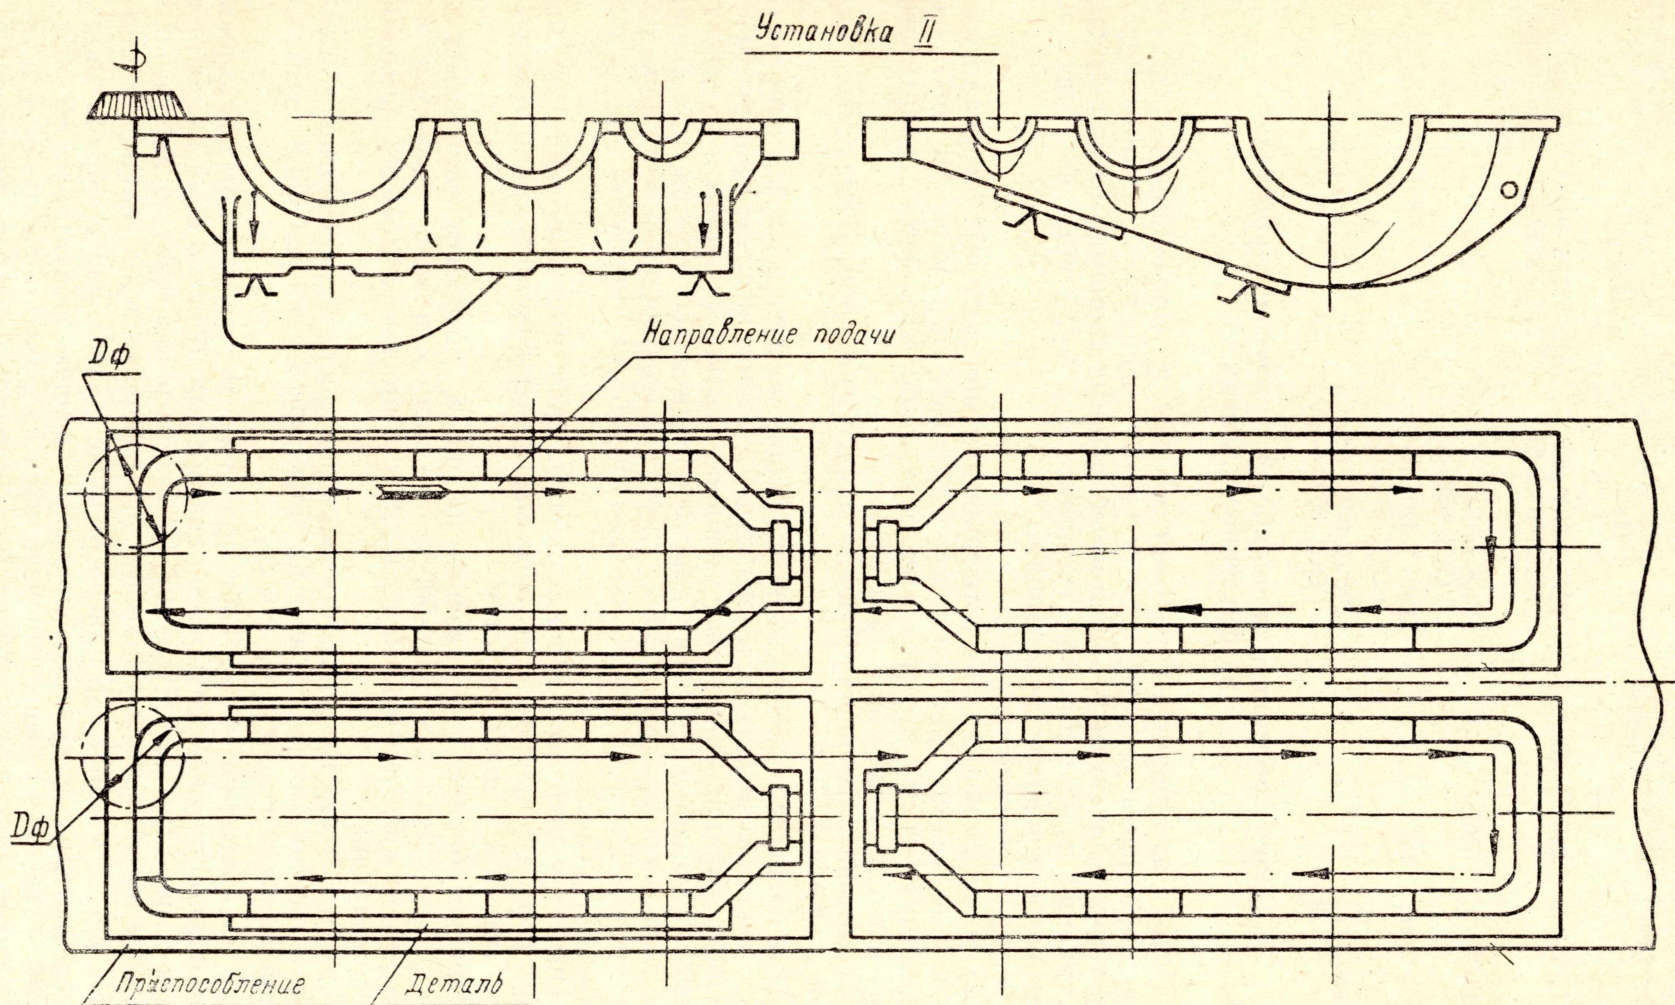 Установка II
Направление подачи
Dф
Dф
Приспособление
Деталь